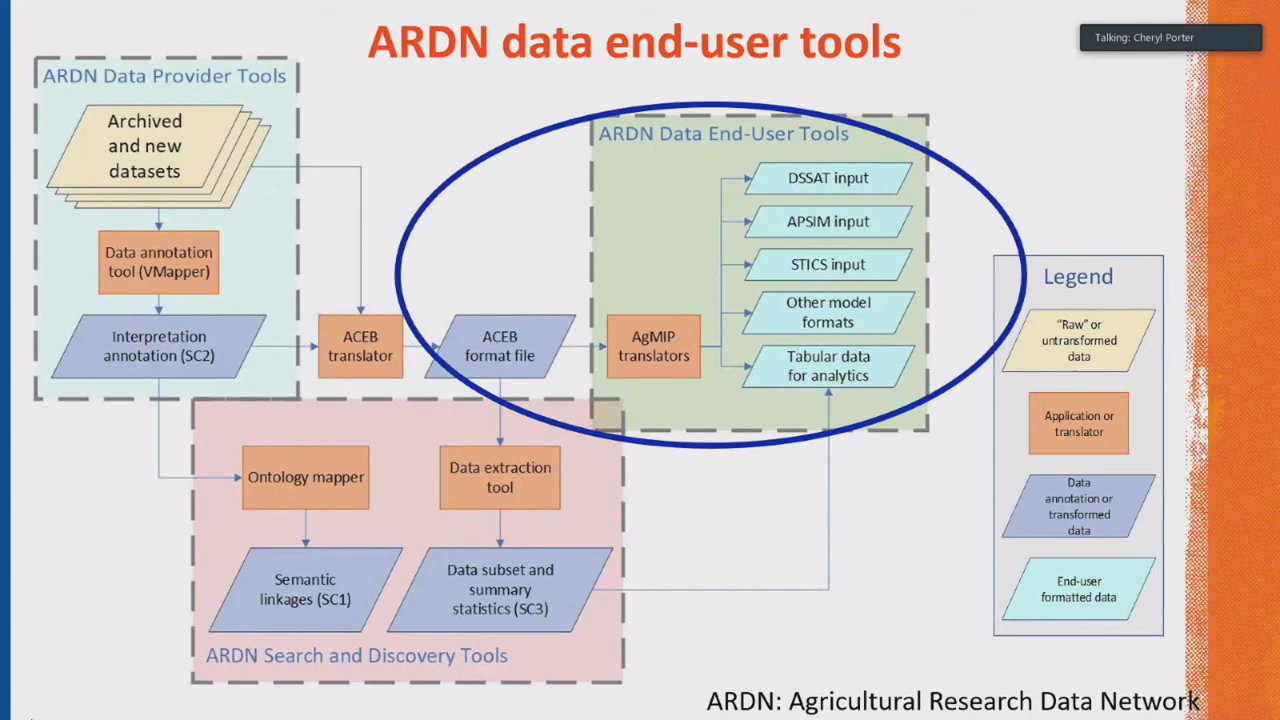 ARDN data end-user tools
Talking: Cheryl Porter
ARDN Data Provider Tools
Archived
and new
datasets
Data annotation
tool (VMapper)
Interpretation
annotation (SC2)
ACEB
translator
ACEB
format file
ARDN Data End-User Tools
AgMIP
translators
DSSAT input
APSIM input
STICS input
Other model
formats
Tabular data
for analytics
Ontology mapper
Data extraction
tool
Semantic
linkages (SC1)
Data subset and
summary
statistics (SC3)
ARDN Search and Discovery Tools
Legend
"Raw" or
untransformed
data
Application or
translator
Data
annotation or
transformed
data
End-user
formatted data
ARDN: Agricultural Research Data Network